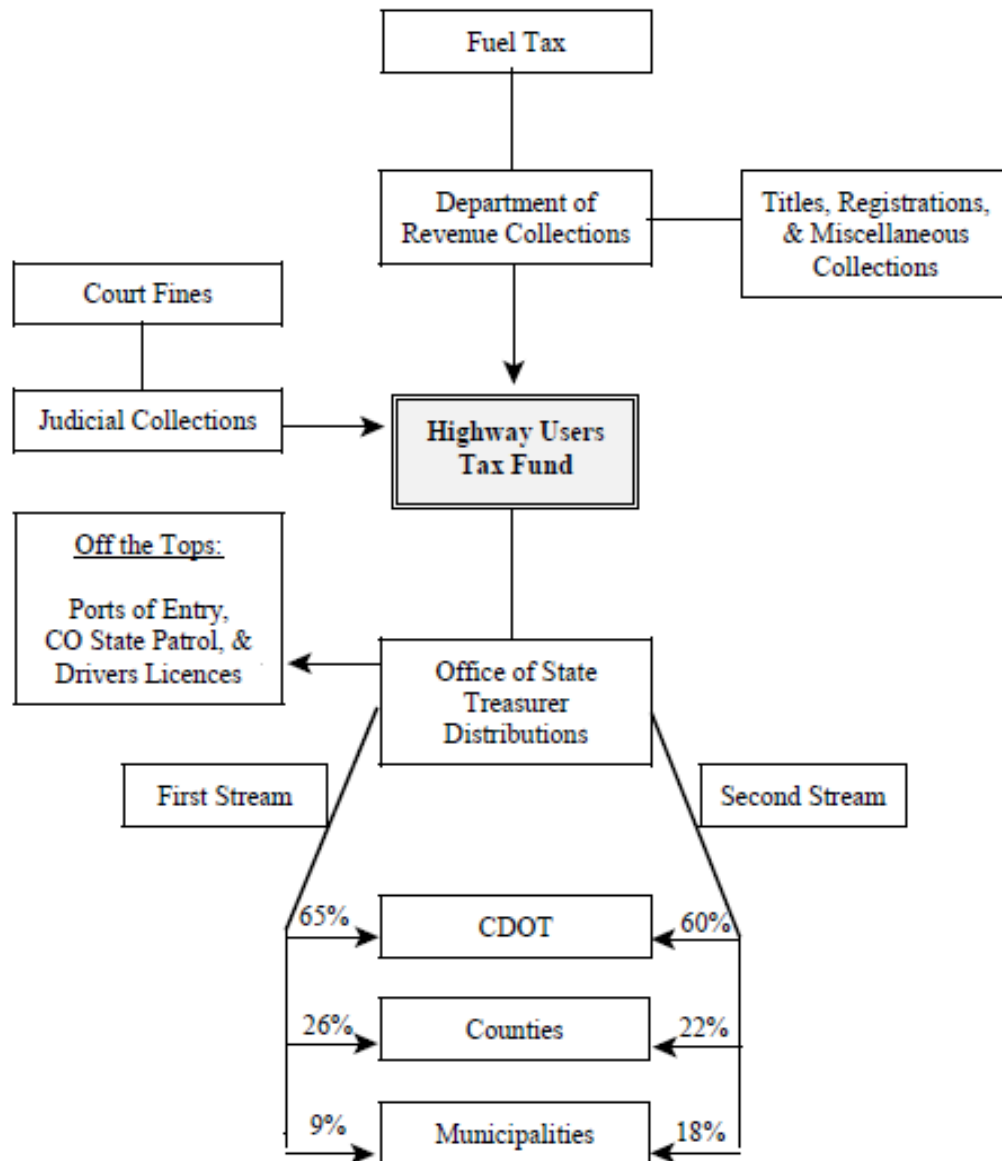 Fuel Tax
Department of
Revenue Collections
Titles, Registrations,
& Miscellaneous
Collections
Court Fines
Judicial Collections
Highway Users
Tax Fund
Off the Tops:
Ports of Entry,
CO State Patrol, &
Drivers Licences
Office of State
Treasurer
Distributions
First Stream
Second Stream
65%
CDOT
60%
26%
Counties
22%
9%
Municipalities
18%